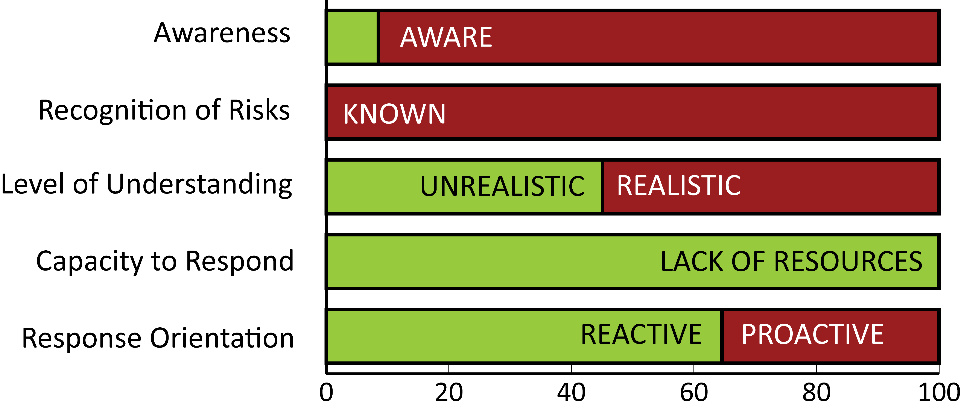 Awareness AWARE
Recognition of Risks KNOWN
Level of Understanding UNREALISTIC REALISTIC
Capacity to Respond LACK OF RESOURCES
Response Orientation REACTIVE PROACTIVE
0 20 40 60 80 100